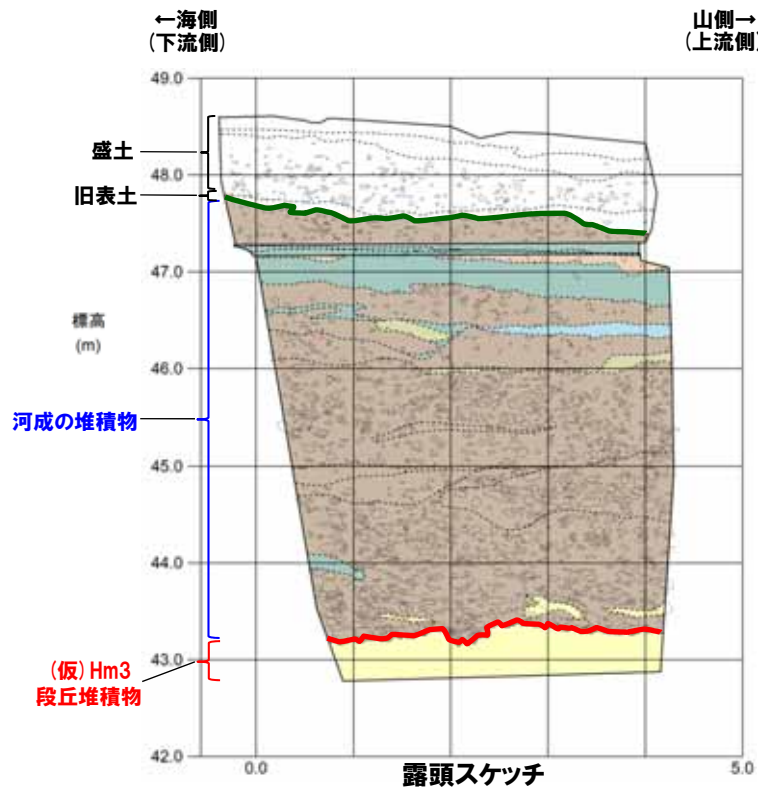 ←海側
(下流側)
山側→
(上流側)
49.0
盛土
48.0
旧表土
47.0
標高
(m)
46.0
河成の堆積物
45.0
44.0
43.0
(仮)Hm3
段丘堆積物
42.0
0.0
露頭スケッチ
5.0